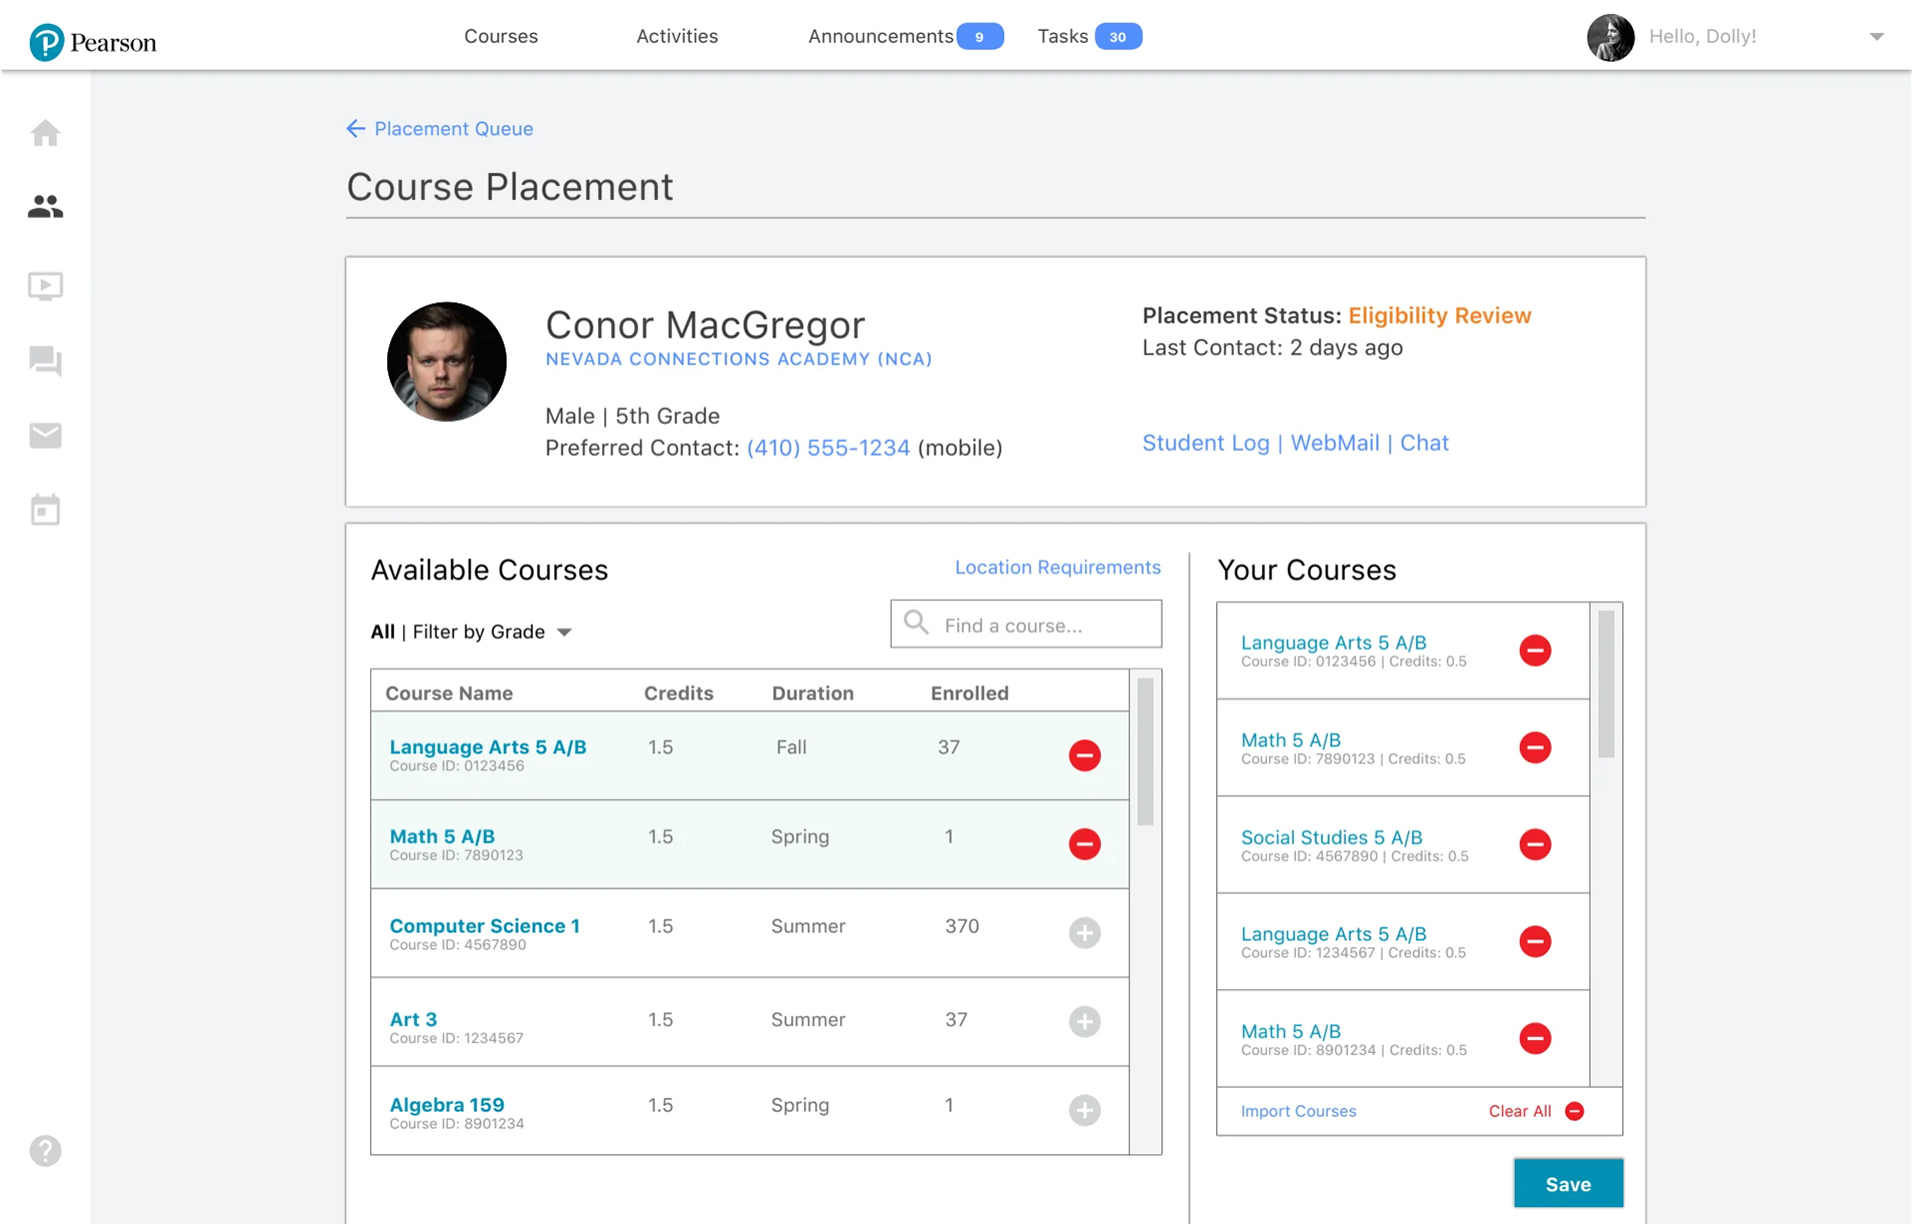 Pearson
Courses
Activities
Announcements 9
Tasks 30
Hello, Dolly!
Placement Queue
Course Placement
Conor MacGregor
NEVADA CONNECTIONS ACADEMY (NCA)
Male | 5th Grade
Preferred Contact: (410) 555-1234 (mobile)
Placement Status: Eligibility Review
Last Contact: 2 days ago
Student Log | WebMail | Chat
Available Courses
Location Requirements
All | Filter by Grade
Find a course...
Course Name Credits Duration Enrolled
Language Arts 5 A/B 1.5 Fall 37
Course ID: 0123456
Math 5 A/B 1.5 Spring 1
Course ID: 7890123
Computer Science 1 1.5 Summer 370
Course ID: 4567890
Art 3 1.5 Summer 37
Course ID: 1234567
Algebra 159 1.5 Spring 1
Course ID: 8901234
Your Courses
Language Arts 5 A/B
Course ID: 0123456 | Credits: 0.5
Math 5 A/B
Course ID: 7890123 | Credits: 0.5
Social Studies 5 A/B
Course ID: 4567890 | Credits: 0.5
Language Arts 5 A/B
Course ID: 1234567 | Credits: 0.5
Math 5 A/B
Course ID: 8901234 | Credits: 0.5
Import Courses
Clear All
Save